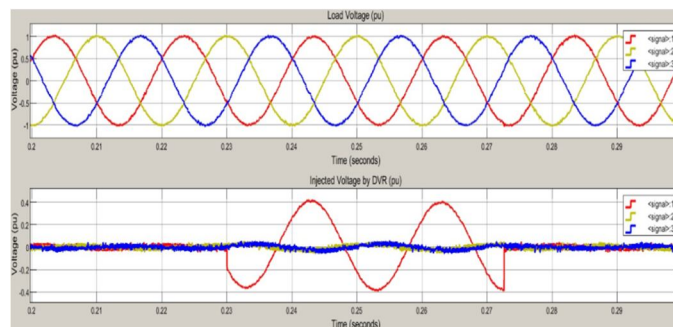 Load Voltage (pu)
Voltage (pu)
1
0.5
0
-0.5
-1
<signal>:1
<signal>:2
<signal>:3
0.2 0.21 0.22 0.23 0.24 0.25 0.26 0.27 0.28 0.29
Time (seconds)
Injected Voltage by DVR (pu)
Voltage (pu)
0.4
0.2
0
-0.2
-0.4
<signal>:1
<signal>:2
<signal>:3
0.2 0.21 0.22 0.23 0.24 0.25 0.26 0.27 0.28 0.29
Time (seconds)